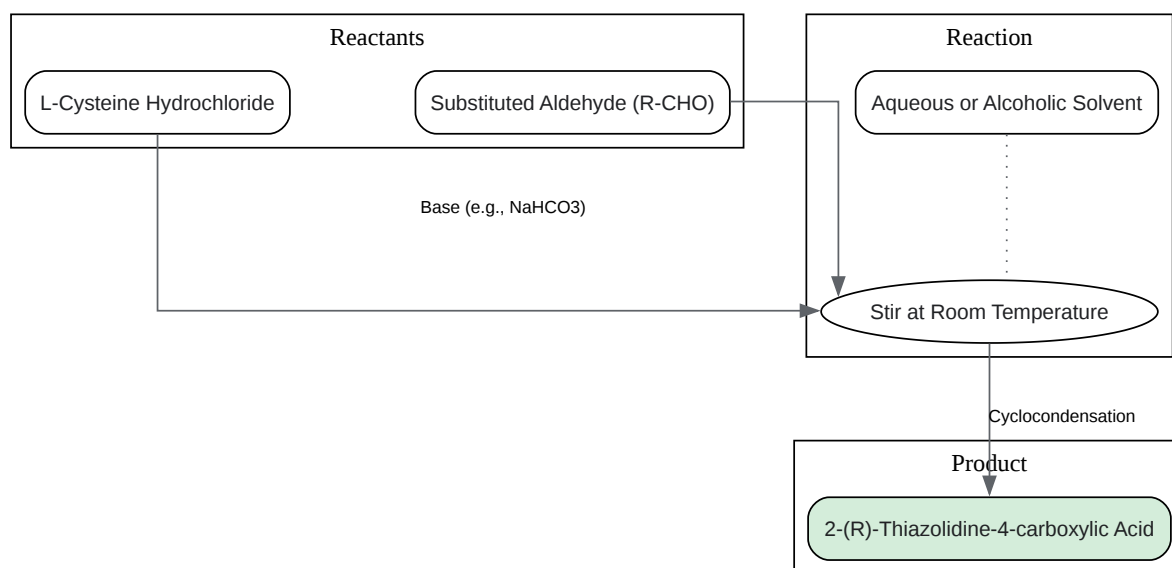 Reactants
L-Cysteine Hydrochloride
Substituted Aldehyde (R-CHO)
Base (e.g., NaHCO3)
Reaction
Aqueous or Alcoholic Solvent
Stir at Room Temperature
Cyclocondensation
Product
2-(R)-Thiazolidine-4-carboxylic Acid